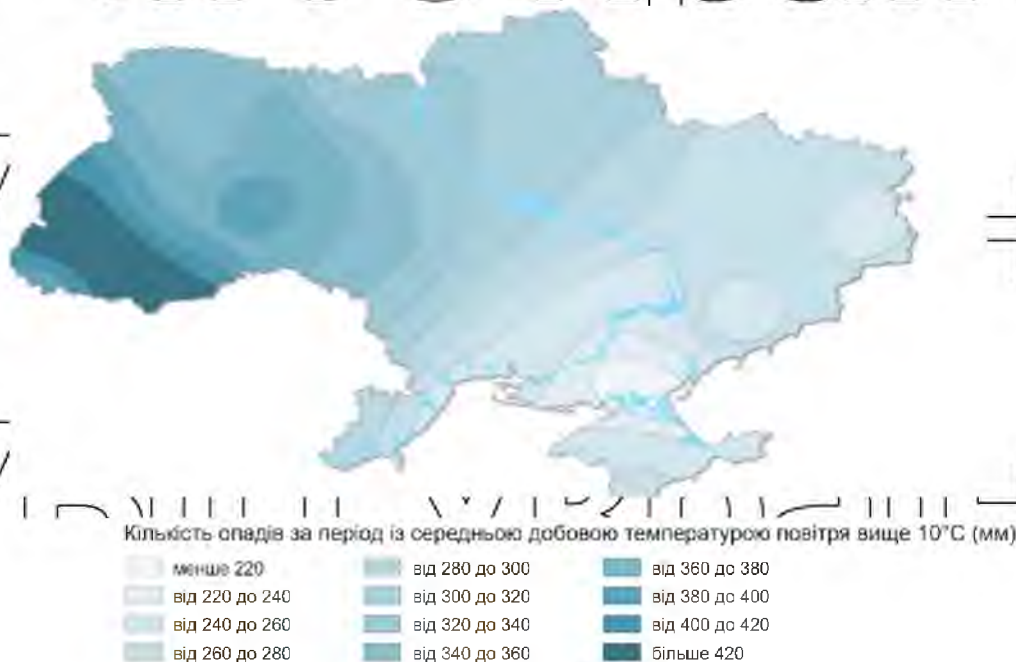 Кількість опадів за період із середньою добовою температурою повітря вище 10°C (мм)
менше 220
від 220 до 240
від 240 до 260
від 260 до 280
від 280 до 300
від 300 до 320
від 320 до 340
від 340 до 360
від 360 до 380
від 380 до 400
від 400 до 420
більше 420